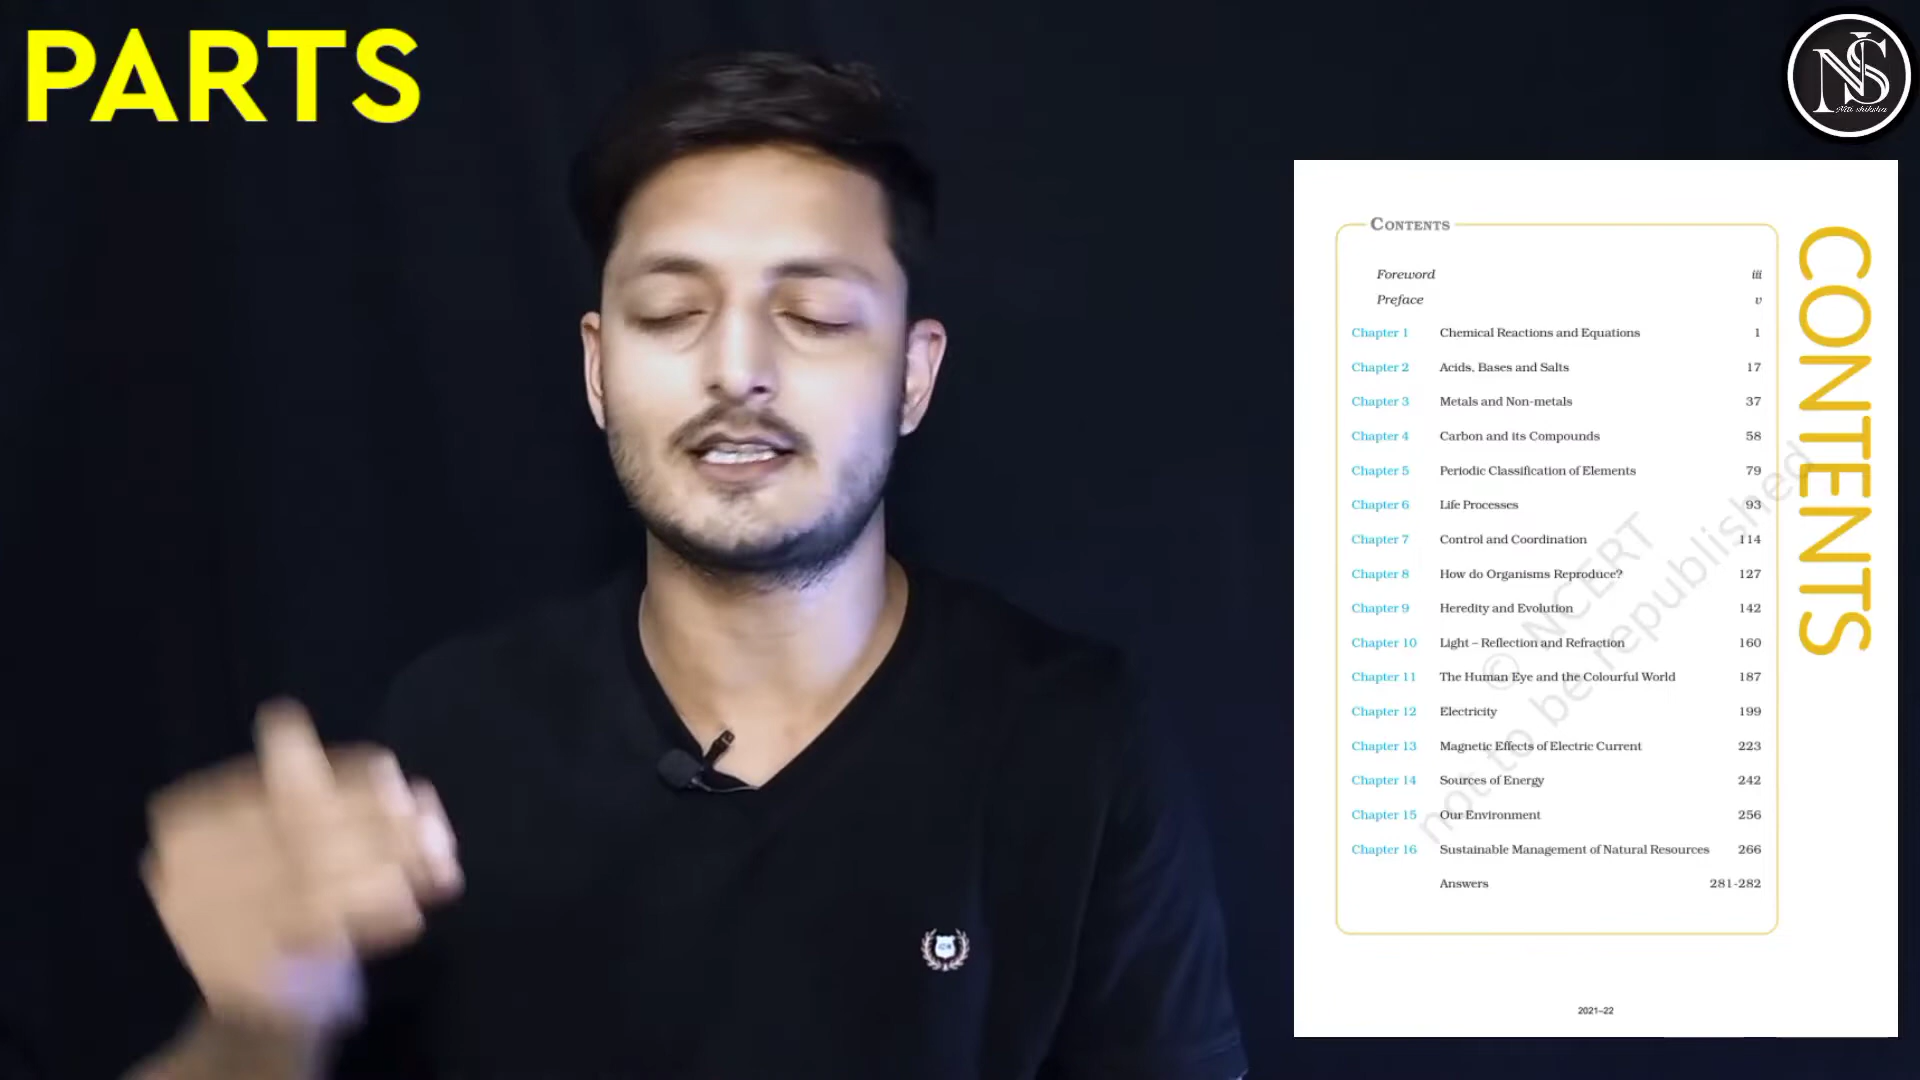 PARTS
NS
Niti shiksha
CONTENTS
CONTENTS
Foreword iii
Preface v
Chapter 1 Chemical Reactions and Equations 1
Chapter 2 Acids, Bases and Salts 17
Chapter 3 Metals and Non-metals 37
Chapter 4 Carbon and its Compounds 58
Chapter 5 Periodic Classification of Elements 79
Chapter 6 Life Processes 93
Chapter 7 Control and Coordination 114
Chapter 8 How do Organisms Reproduce? 127
Chapter 9 Heredity and Evolution 142
Chapter 10 Light – Reflection and Refraction 160
Chapter 11 The Human Eye and the Colourful World 187
Chapter 12 Electricity 199
Chapter 13 Magnetic Effects of Electric Current 223
Chapter 14 Sources of Energy 242
Chapter 15 Our Environment 256
Chapter 16 Sustainable Management of Natural Resources 266
Answers 281-282
© NCERT
not to be republished
2021–22